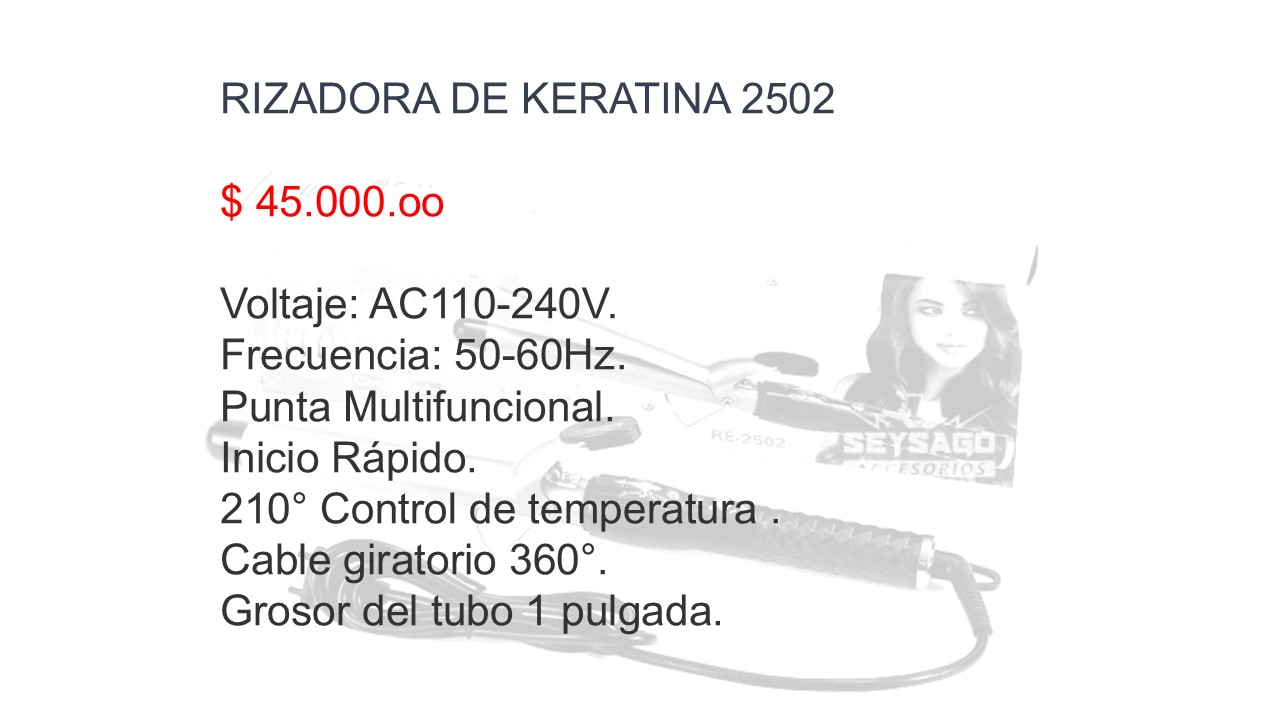 RIZADORA DE KERATINA 2502
$ 45.000.oo
Voltaje: AC110-240V.
Frecuencia: 50-60Hz.
Punta Multifuncional.
Inicio Rápido.
210° Control de temperatura .
Cable giratorio 360°.
Grosor del tubo 1 pulgada.
RE-2502
SEYSAGO
ACCESORIOS